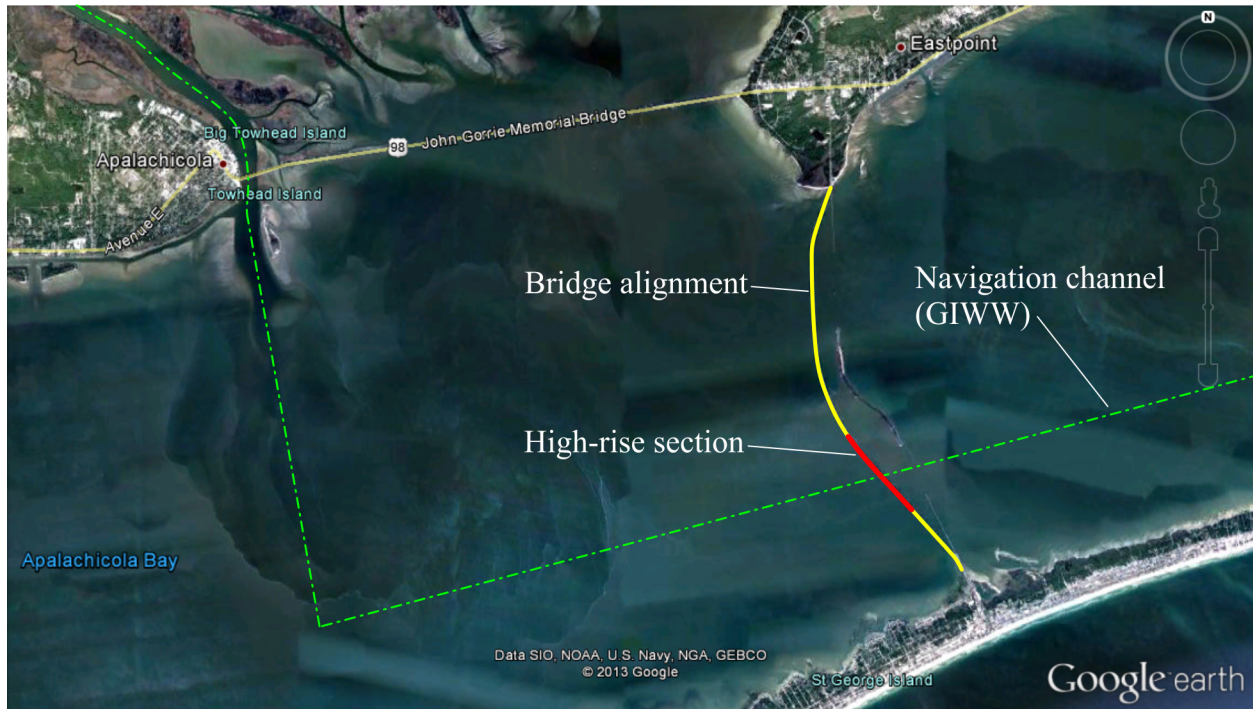 N
Eastpoint
John Gorrie Memorial Bridge
98
Big Towhead Island
Apalachicola
Towhead Island
Avenue E
Bridge alignment
Navigation channel
(GIWW)
High-rise section
Apalachicola Bay
Data SIO, NOAA, U.S. Navy, NGA, GEBCO
© 2013 Google
St George Island
Google earth